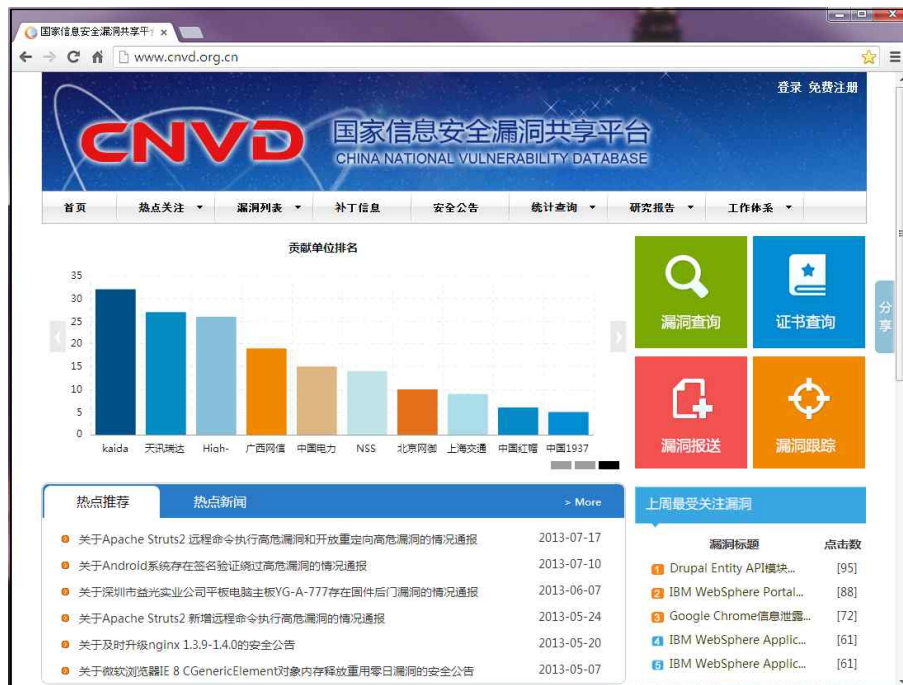 国家信息安全漏洞共享平
www.cnvd.org.cn
登录 免费注册
CNVD
国家信息安全漏洞共享平台
CHINA NATIONAL VULNERABILITY DATABASE
首页 热点关注 漏洞列表 补丁信息 安全公告 统计查询 研究报告 工作体系
贡献单位排名
35
30
25
20
15
10
5
0
kaida 天讯瑞达 High- 广西网信 中国电力 NSS 北京网御 上海交通 中国红帽 中国1937
漏洞查询
证书查询
漏洞报送
漏洞跟踪
分享
热点推荐 热点新闻 > More
关于Apache Struts2 远程命令执行高危漏洞和开放重定向高危漏洞的情况通报 2013-07-17
关于Android系统存在签名验证绕过高危漏洞的情况通报 2013-07-10
关于深圳市益光实业公司平板电脑主板YG-A-777存在固件后门漏洞的情况通报 2013-06-07
关于Apache Struts2 新增远程命令执行高危漏洞的情况通报 2013-05-24
关于及时升级nginx 1.3.9-1.4.0的安全公告 2013-05-20
关于微软浏览器IE 8 CGenericElement对象内存释放重用零日漏洞的安全公告 2013-05-07
上周最受关注漏洞
漏洞标题 点击数
1 Drupal Entity API模块... [95]
2 IBM WebSphere Portal... [88]
3 Google Chrome信息泄露... [72]
4 IBM WebSphere Applic... [61]
5 IBM WebSphere Applic... [61]